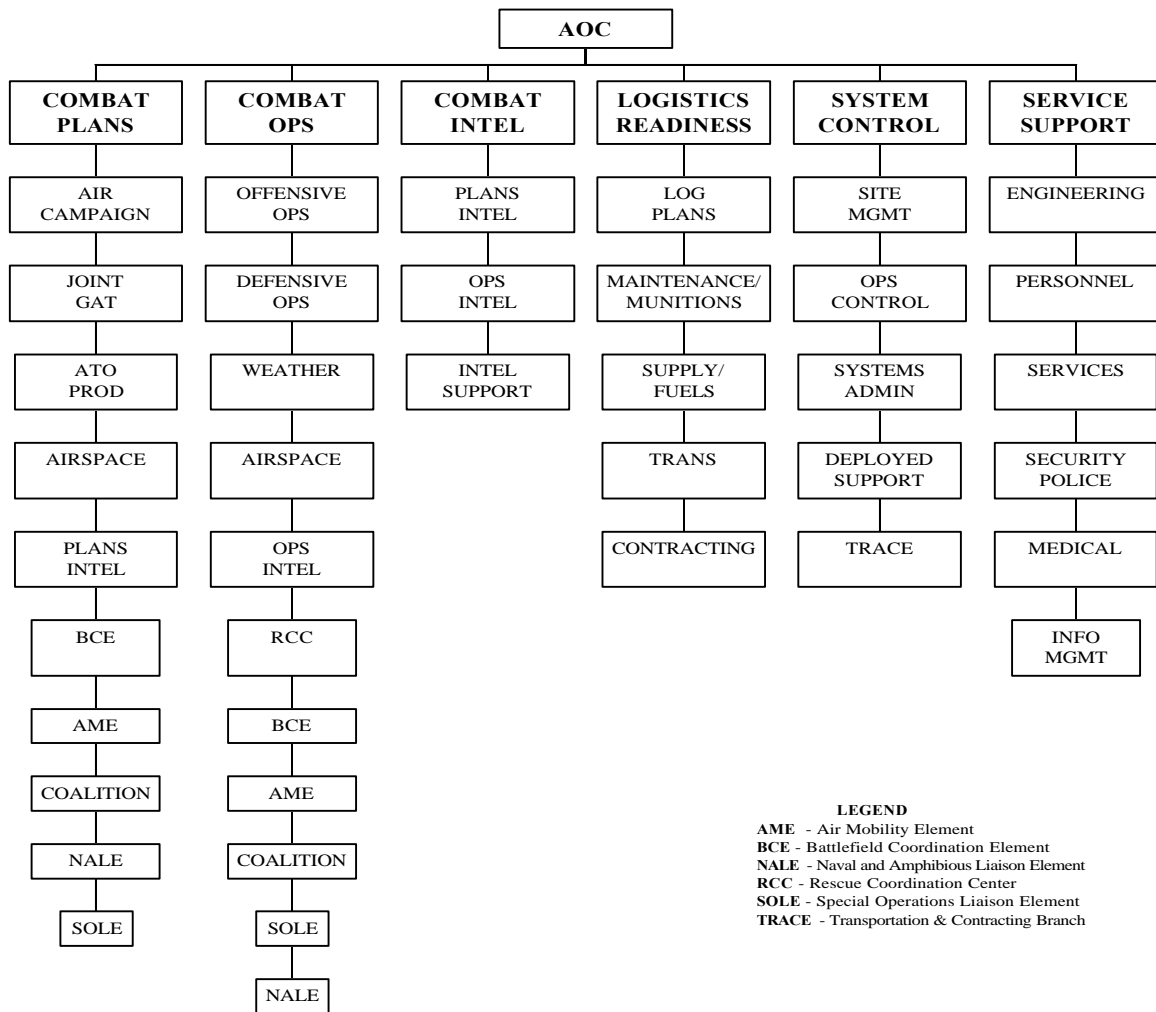 AOC
COMBAT
PLANS
AIR
CAMPAIGN
JOINT
GAT
ATO
PROD
AIRSPACE
PLANS
INTEL
BCE
AME
COALITION
NALE
SOLE
COMBAT
OPS
OFFENSIVE
OPS
DEFENSIVE
OPS
WEATHER
AIRSPACE
OPS
INTEL
RCC
BCE
AME
COALITION
SOLE
NALE
COMBAT
INTEL
PLANS
INTEL
OPS
INTEL
INTEL
SUPPORT
LOGISTICS
READINESS
LOG
PLANS
MAINTENANCE/
MUNITIONS
SUPPLY/
FUELS
TRANS
CONTRACTING
SYSTEM
CONTROL
SITE
MGMT
OPS
CONTROL
SYSTEMS
ADMIN
DEPLOYED
SUPPORT
TRACE
SERVICE
SUPPORT
ENGINEERING
PERSONNEL
SERVICES
SECURITY
POLICE
MEDICAL
INFO
MGMT
LEGEND
AME - Air Mobility Element
BCE - Battlefield Coordination Element
NALE - Naval and Amphibious Liaison Element
RCC - Rescue Coordination Center
SOLE - Special Operations Liaison Element
TRACE - Transportation & Contracting Branch